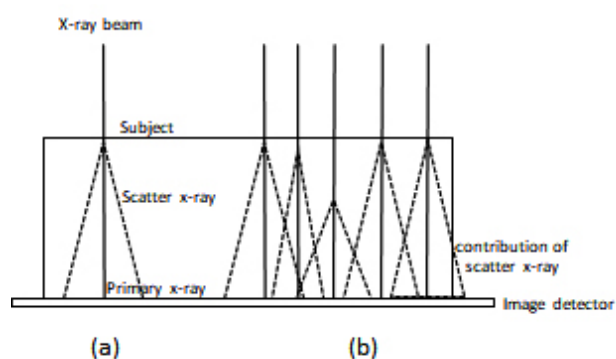 X-ray beam
Subject
Scatter x-ray
contribution of
scatter x-ray
Primary x-ray
Image detector
(a)
(b)